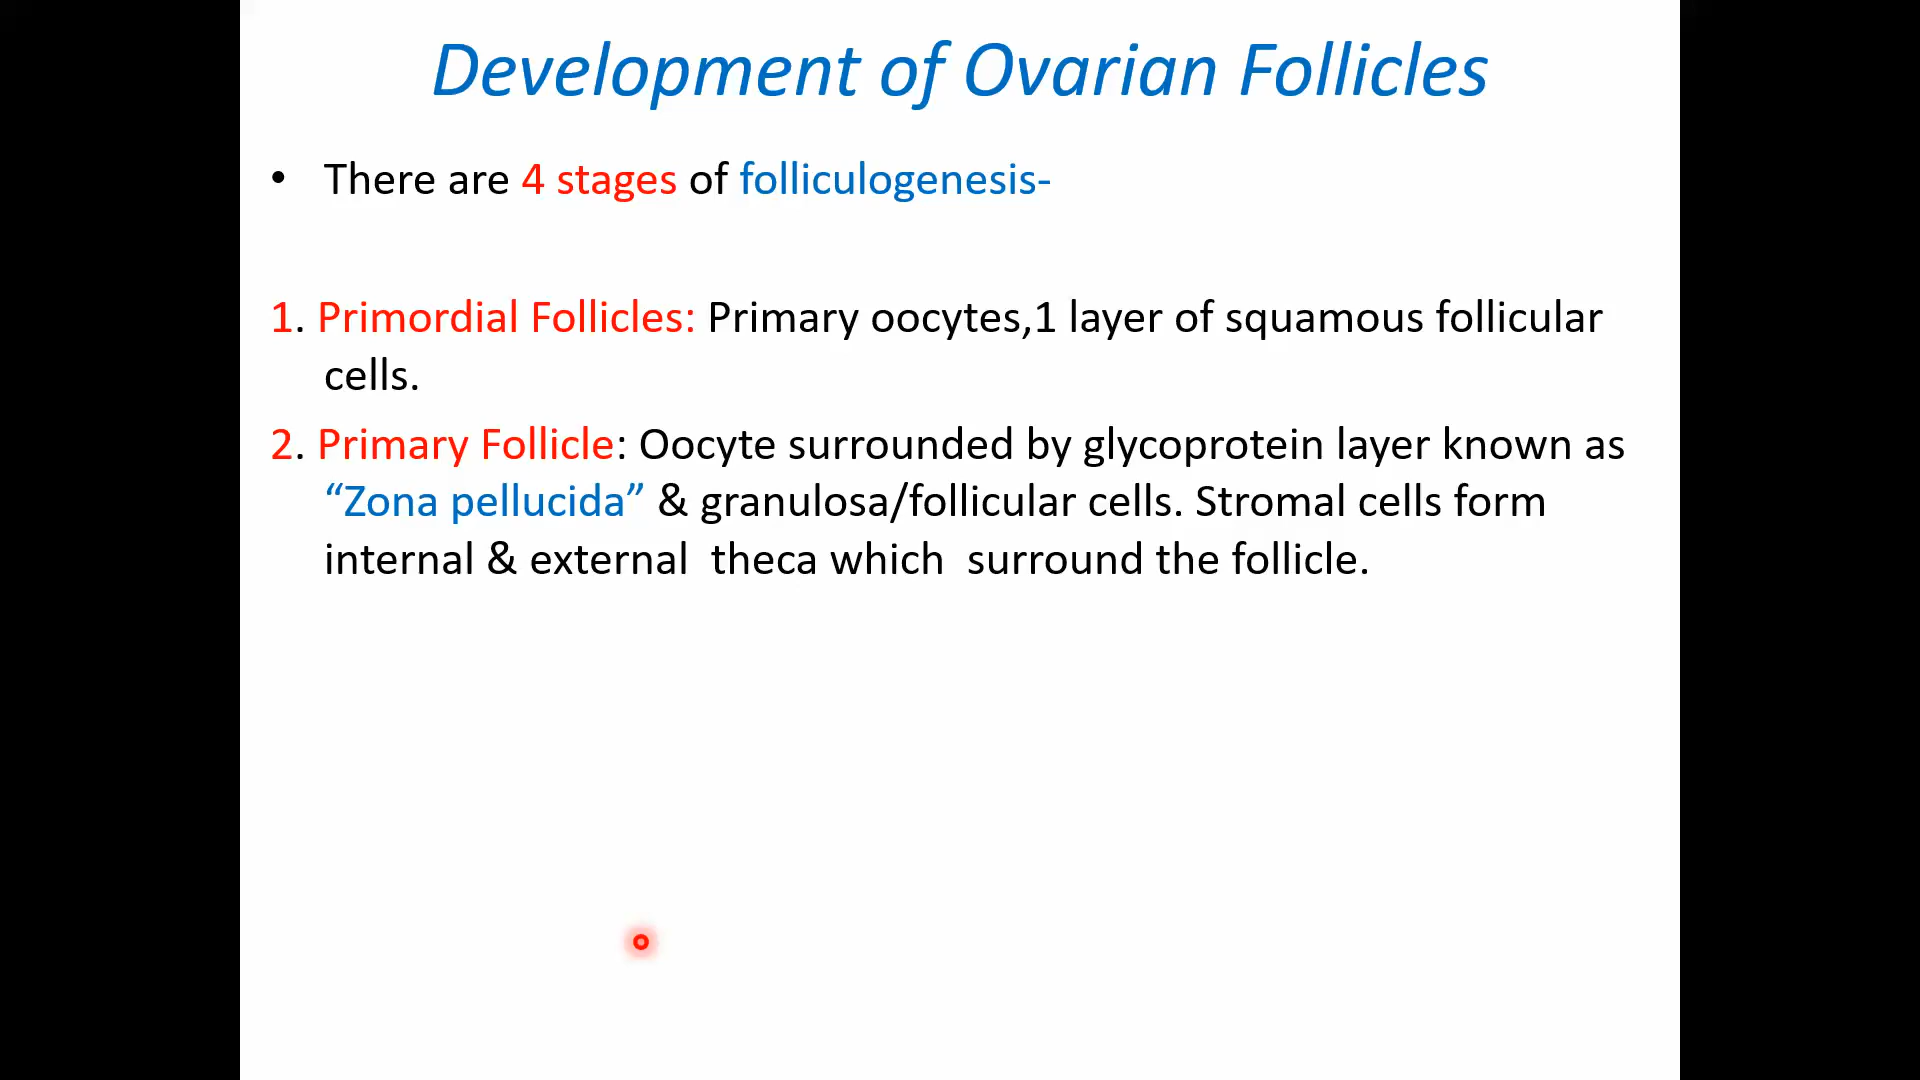 Development of Ovarian Follicles
• There are 4 stages of folliculogenesis-
1. Primordial Follicles: Primary oocytes,1 layer of squamous follicular
cells.
2. Primary Follicle: Oocyte surrounded by glycoprotein layer known as
“Zona pellucida” & granulosa/follicular cells. Stromal cells form
internal & external  theca which  surround the follicle.